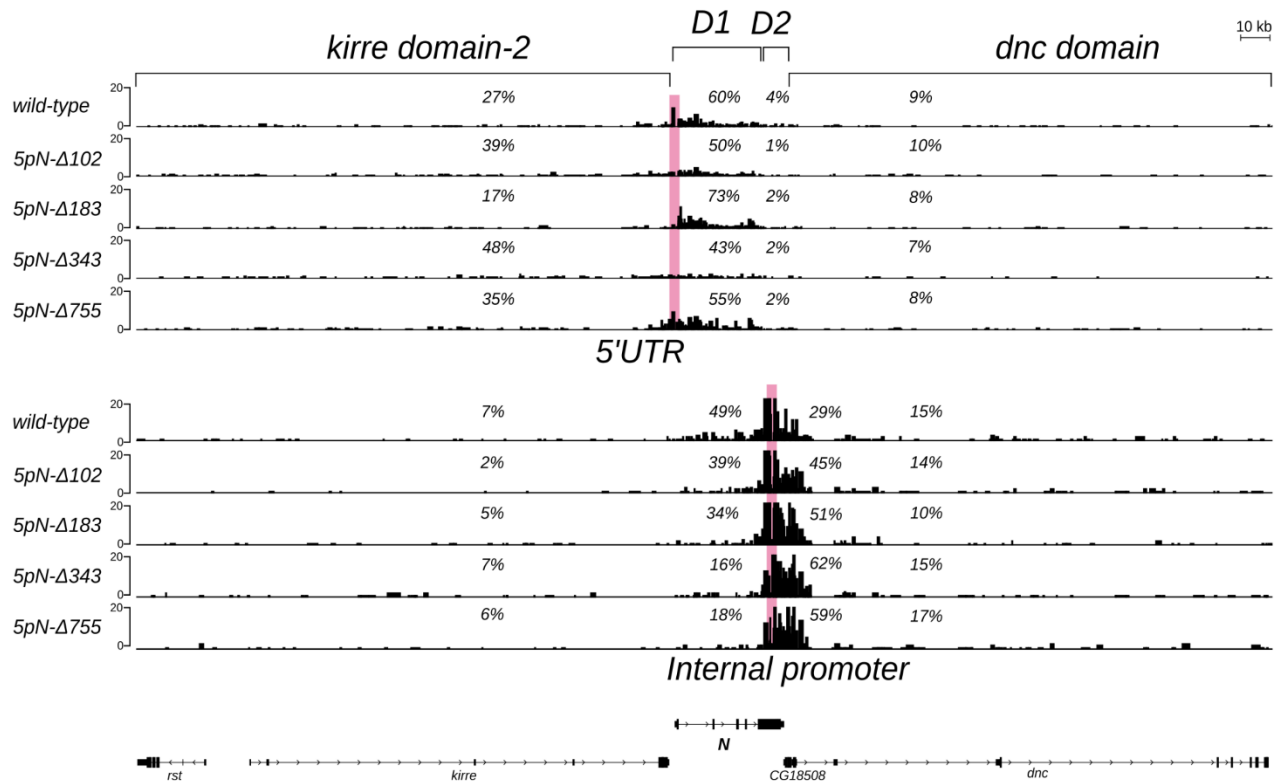 D1 D2
10 kb
kirre domain-2 dnc domain
wild-type 20 0 27% 60% 4% 9%
5pN-Δ102 20 0 39% 50% 1% 10%
5pN-Δ183 20 0 17% 73% 2% 8%
5pN-Δ343 20 0 48% 43% 2% 7%
5pN-Δ755 20 0 35% 55% 2% 8%
5'UTR
wild-type 20 0 7% 49% 29% 15%
5pN-Δ102 20 0 2% 39% 45% 14%
5pN-Δ183 20 0 5% 34% 51% 10%
5pN-Δ343 20 0 7% 16% 62% 15%
5pN-Δ755 20 0 6% 18% 59% 17%
Internal promoter
N
rst kirre CG18508 dnc